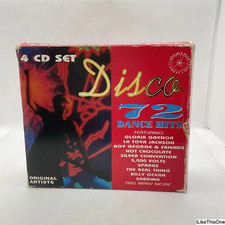 4 CD SET
Disco
72
DANCE HITS
FEATURING
GLORIA GAYNOR
LA TOYA JACKSON
BOY GEORGE & FRIENDS
HOT CHOCOLATE
SILVER CONVENTION
5,000 VOLTS
SPARKS
THE REAL THING
BILLY OCEAN
SABRINA
AND MANY MORE
ORIGINAL
ARTISTS
iLikeThisOne